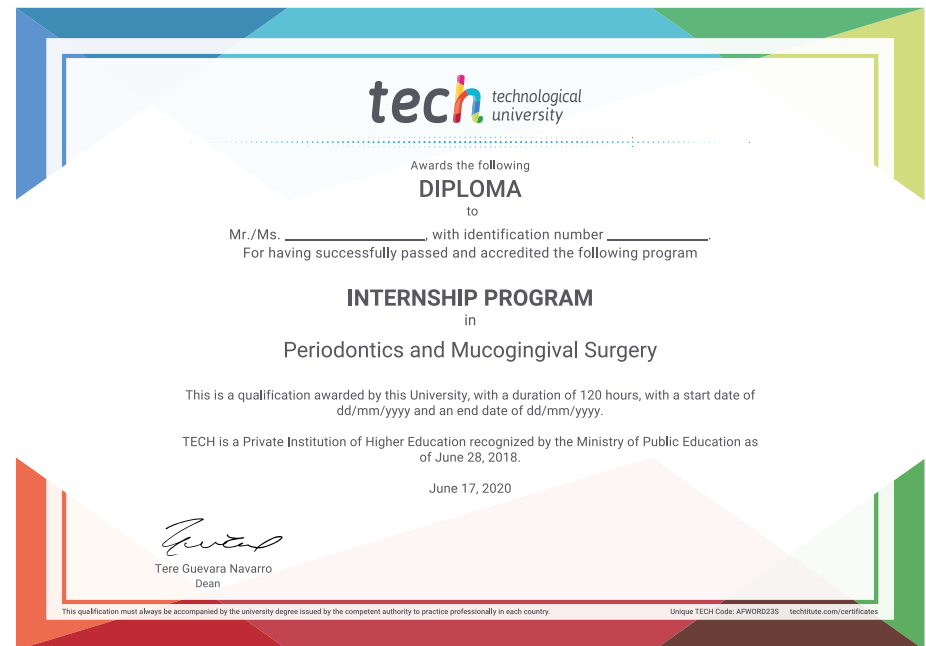 tech technological
university
Awards the following
DIPLOMA
to
Mr./Ms. ____________________, with identification number ______________.
For having successfully passed and accredited the following program
INTERNSHIP PROGRAM
in
Periodontics and Mucogingival Surgery
This is a qualification awarded by this University, with a duration of 120 hours, with a start date of
dd/mm/yyyy and an end date of dd/mm/yyyy.
TECH is a Private Institution of Higher Education recognized by the Ministry of Public Education as
of June 28, 2018.
June 17, 2020
Tere Guevara Navarro
Dean
This qualification must always be accompanied by the university degree issued by the competent authority to practice professionally in each country.
Unique TECH Code: AFWORD23S techtitute.com/certificates